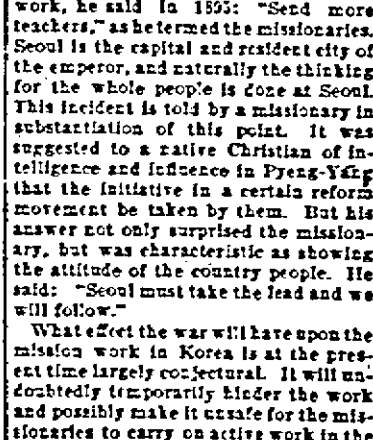 work, he said in 1895: "Send more
teachers," as he termed the missionaries.
Seoul is the capital and resident city of
the emperor, and naturally the thinking
for the whole people is done at Seoul.
This incident is told by a missionary in
substantiation of this point. It was
suggested to a native Christian of in-
telligence and influence in Pyeng-Yang
that the initiative in a certain reform
movement be taken by them. But his
answer not only surprised the mission-
ary, but was characteristic as showing
the attitude of the country people. He
said: "Seoul must take the lead and we
will follow."
What effect the war will have upon the
mission work in Korea is at the pres-
ent time largely conjectural. It will un-
doubtedly temporarily hinder the work
and possibly make it unsafe for the mis-
sionaries to carry on active work in the